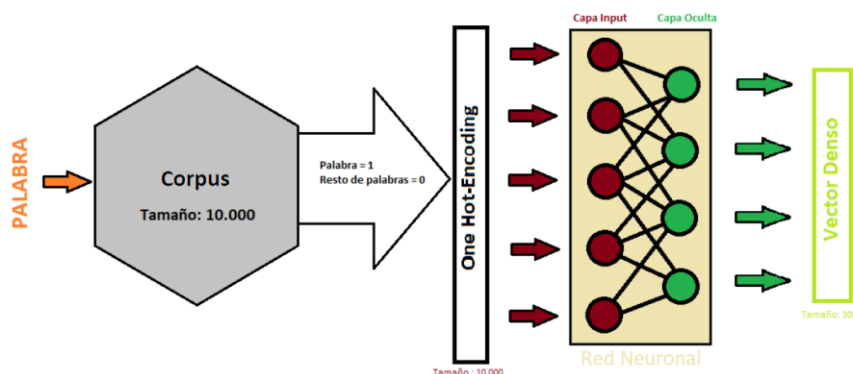 Capa Input
Capa Oculta
PALABRA
Corpus
Tamaño: 10.000
Palabra = 1
Resto de palabras = 0
One Hot-Encoding
Vector Denso
Red Neuronal
Tamaño : 10.000
Tamaño: 30